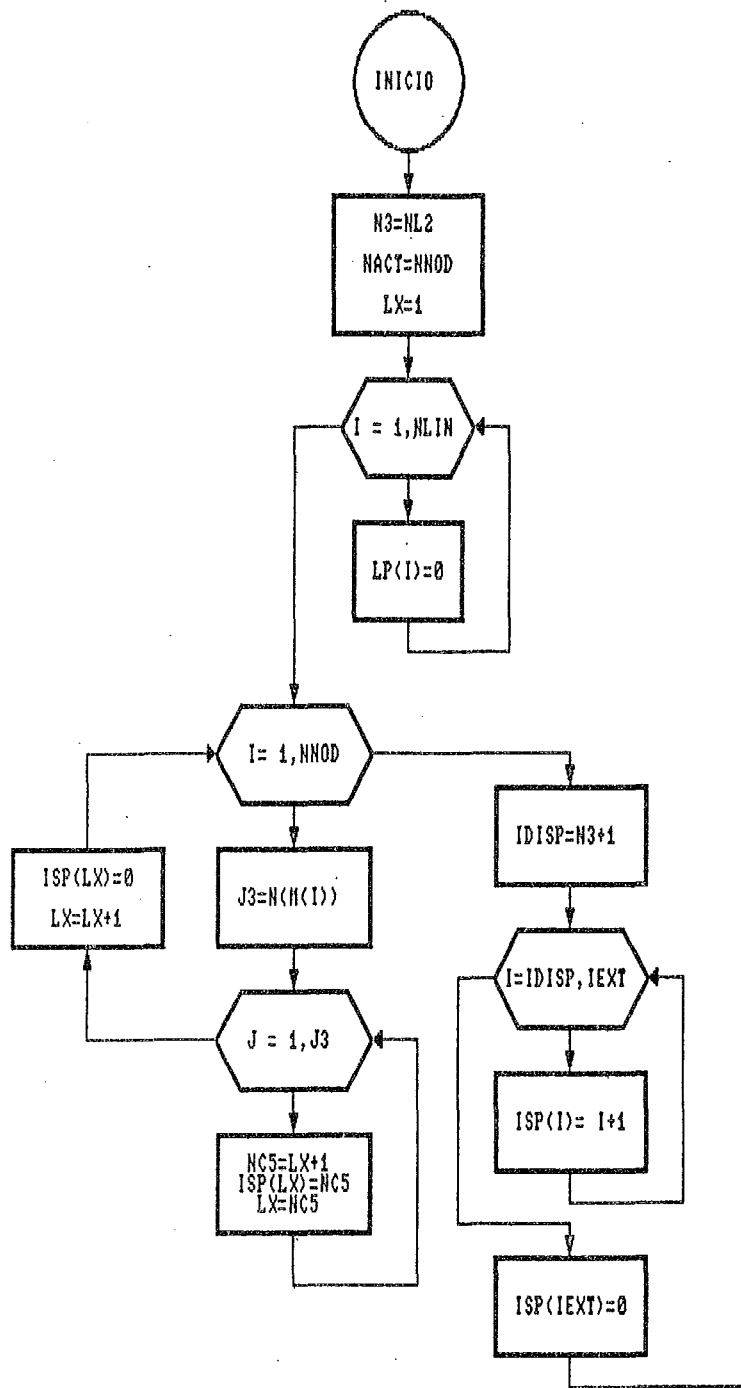 INICIO
N3=NL2
NACT=NNOD
LX=1
I = 1,NLIN
LP(I)=0
I= 1,NNOD
IDISP=N3+1
ISP(LX)=0
LX=LX+1
J3=N(M(I))
I=IDISP,IEXT
J = 1,J3
ISP(I)= I+1
NC5=LX+1
ISP(LX)=NC5
LX=NC5
ISP(IEXT)=0